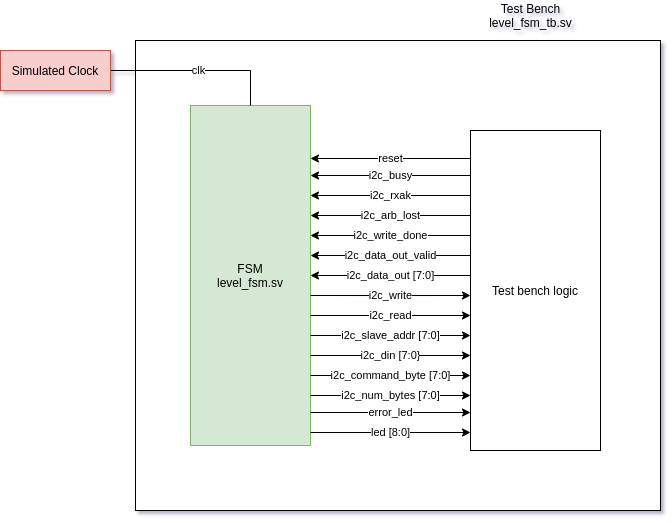 Test Bench
level_fsm_tb.sv
Simulated Clock
clk
reset
i2c_busy
i2c_rxak
i2c_arb_lost
i2c_write_done
i2c_data_out_valid
i2c_data_out [7:0]
FSM
level_fsm.sv
i2c_write
Test bench logic
i2c_read
i2c_slave_addr [7:0]
i2c_din [7:0}
i2c_command_byte [7:0]
i2c_num_bytes [7:0]
error_led
led [8:0]